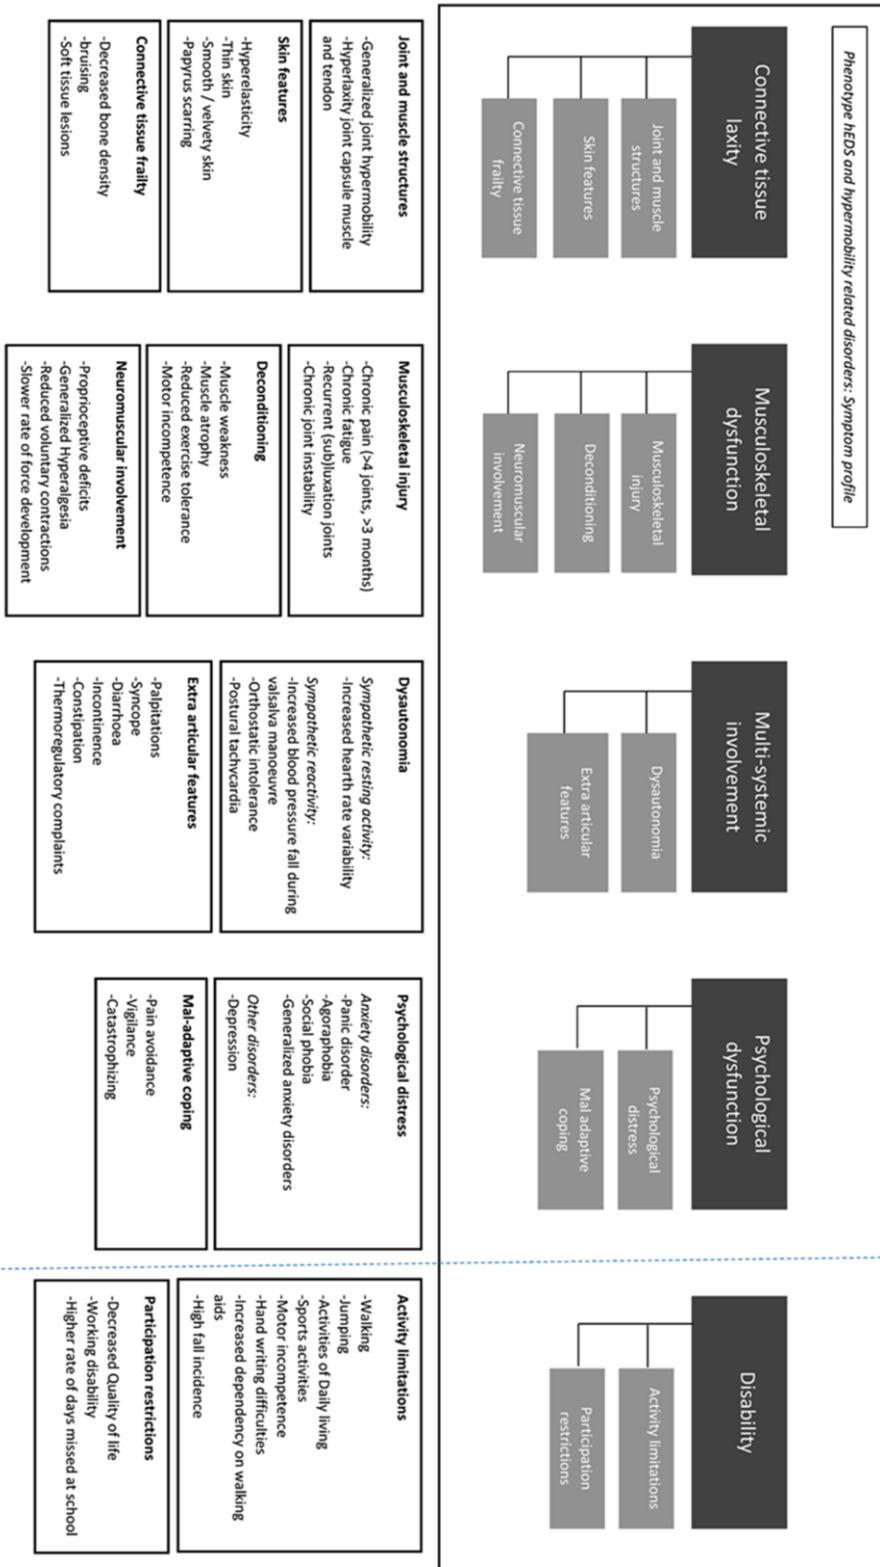 Phenotype hEDS and hypermobility related disorders: Symptom profile
Connective tissue
laxity
Joint and muscle
structures
Skin features
Connective tissue
frailty
Musculoskeletal
dysfunction
Musculoskeletal
injury
Deconditioning
Neuromuscular
involvement
Multi-systemic
involvement
Dysautonomia
Extra articular
features
Psychological
dysfunction
Psychological
distress
Mal adaptive
coping
Disability
Activity limitations
Participation
restrictions
Joint and muscle structures
-Generalized joint hypermobility
-Hyperlaxity joint capsule muscle
and tendon
Skin features
-Hyperelasticity
-Thin skin
-Smooth / velvety skin
-Papyrus scarring
Connective tissue frailty
-Decreased bone density
-bruising
-Soft tissue lesions
Musculoskeletal injury
-Chronic pain (>4 joints, >3 months)
-Chronic fatigue
-Recurrent (sub)luxation joints
-Chronic joint instability
Deconditioning
-Muscle weakness
-Muscle atrophy
-Reduced exercise tolerance
-Motor incompetence
Neuromuscular involvement
-Proprioceptive deficits
-Generalized Hyperalgesia
-Reduced voluntary contractions
-Slower rate of force development
Dysautonomia
Sympathetic resting activity:
-Increased hearth rate variability
Sympathetic reactivity:
-Increased blood pressure fall during
valsalva manoeuvre
-Orthostatic intolerance
-Postural tachycardia
Extra articular features
-Palpitations
-Syncope
-Diarrhoea
-Incontinence
-Constipation
-Thermoregulatory complaints
Psychological distress
Anxiety disorders:
-Panic disorder
-Agoraphobia
-Social phobia
-Generalized anxiety disorders
Other disorders:
-Depression
Mal-adaptive coping
-Pain avoidance
-Vigilance
-Catastrophizing
Activity limitations
-Walking
-Jumping
-Activities of Daily living
-Sports activities
-Motor incompetence
-Hand writing difficulties
-Increased dependency on walking
aids
-High fall incidence
Participation restrictions
-Decreased Quality of life
-Working disability
-Higher rate of days missed at school